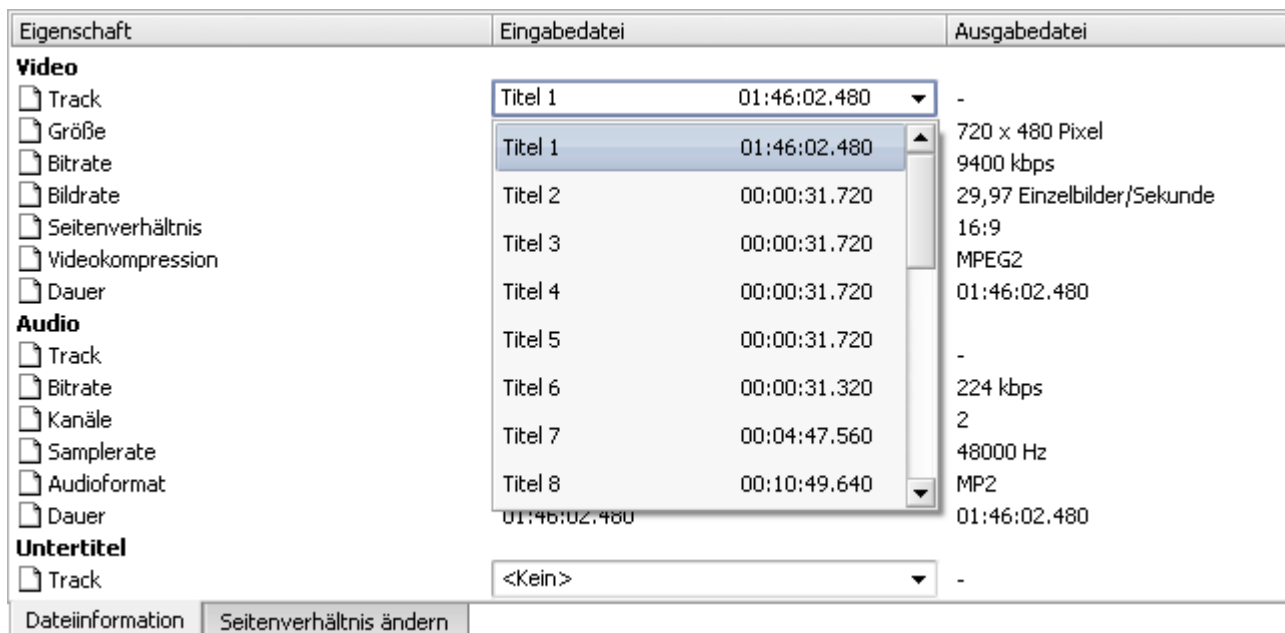 Eigenschaft Eingabedatei Ausgabedatei
Video
Track Titel 1 01:46:02.480 -
Größe 720 x 480 Pixel
Titel 1 01:46:02.480
Bitrate 9400 kbps
Bildrate Titel 2 00:00:31.720 29,97 Einzelbilder/Sekunde
Seitenverhältnis 16:9
Titel 3 00:00:31.720
Videokompression MPEG2
Dauer Titel 4 00:00:31.720 01:46:02.480
Audio
Titel 5 00:00:31.720
Track -
Bitrate Titel 6 00:00:31.320 224 kbps
Kanäle 2
Titel 7 00:04:47.560
Samplerate 48000 Hz
Audioformat Titel 8 00:10:49.640 MP2
Dauer 01:46:02.480 01:46:02.480
Untertitel
Track <Kein> -
Dateiinformation Seitenverhältnis ändern